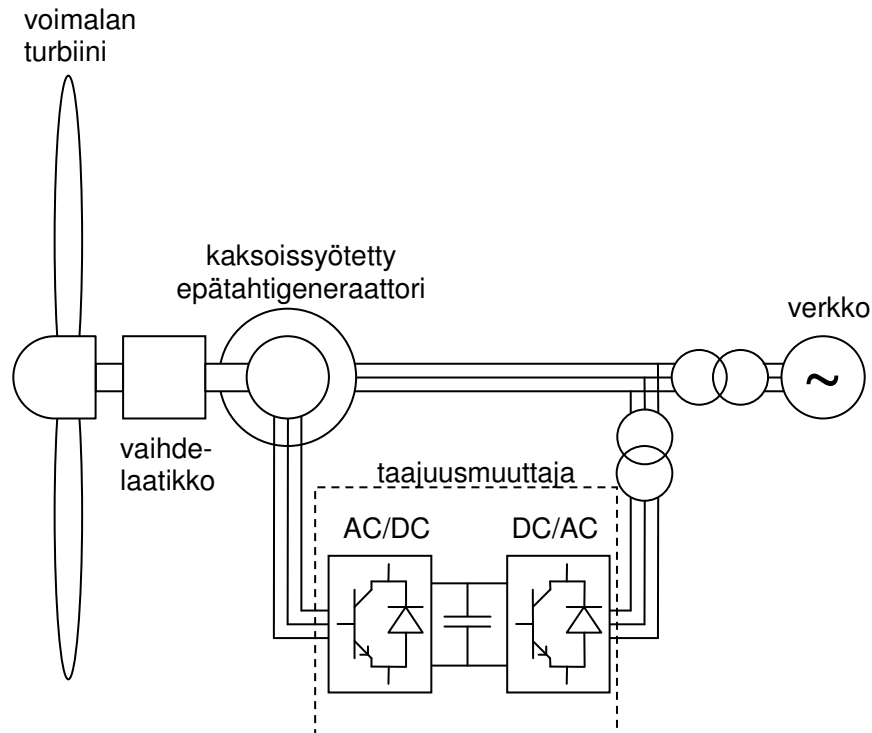 voimalan
turbiini
kaksoissyötetty
epätahtigeneraattori
verkko
~
vaihde-
laatikko
taajuusmuuttaja
AC/DC
DC/AC